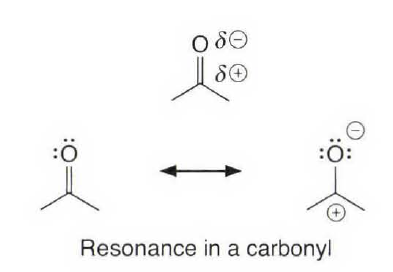 O δ⊖
δ⊕
:Ö
:Ö: ⊖
⊕
Resonance in a carbonyl